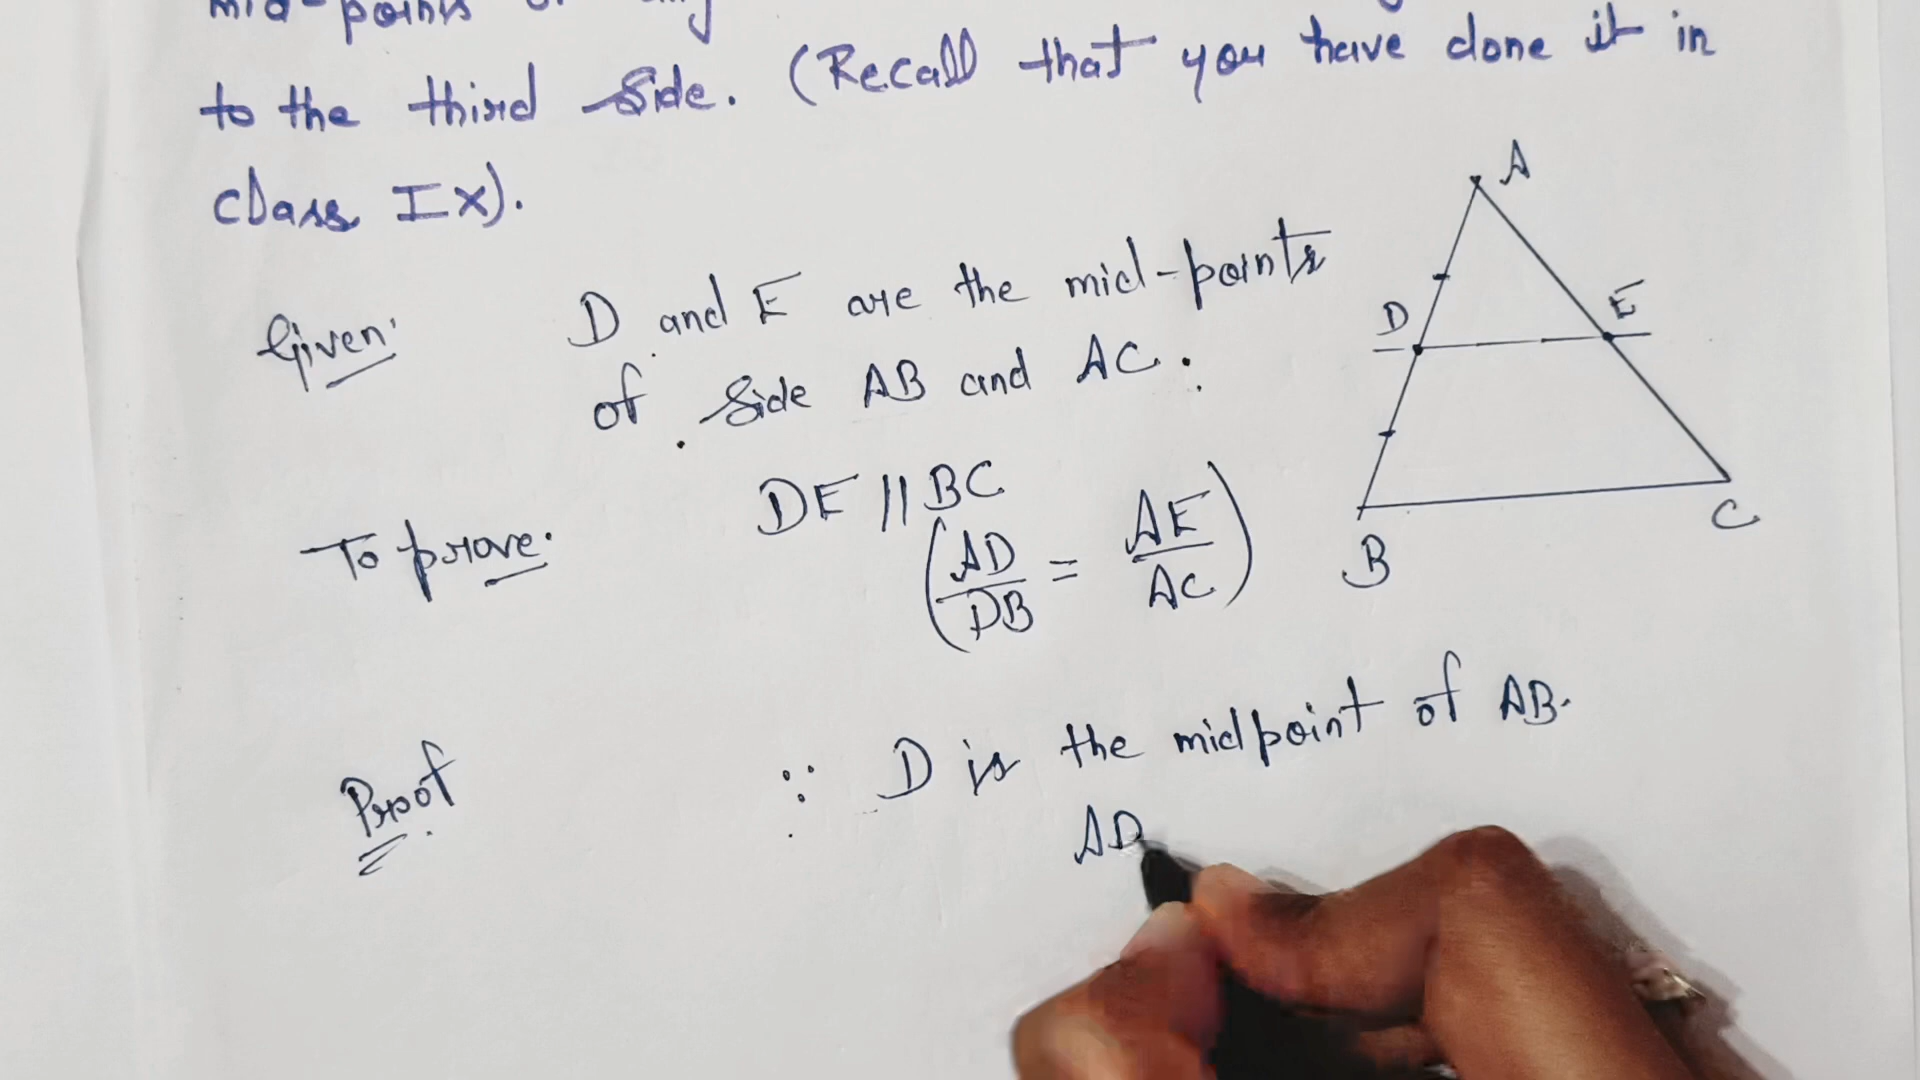 mid-points
to the third side. (Recall that you have done it in
class IX).
A
Given: D and E are the mid-points
D
E
of side AB and AC.
DE || BC
To prove: (AD/DB = AE/AC)
B
C
Proof ∵ D is the midpoint of AB.
AD